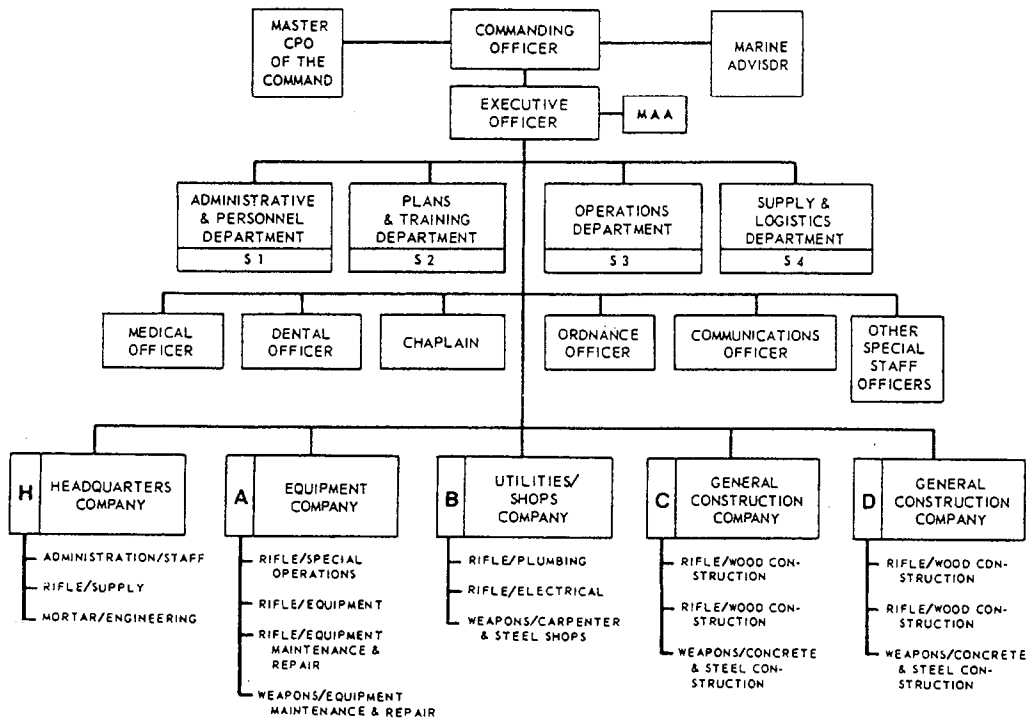 MASTER
CPO
OF THE
COMMAND
COMMANDING
OFFICER
MARINE
ADVISDR
EXECUTIVE
OFFICER
MAA
ADMINISTRATIVE
& PERSONNEL
DEPARTMENT
S 1
PLANS
& TRAINING
DEPARTMENT
S 2
OPERATIONS
DEPARTMENT
S 3
SUPPLY &
LOGISTICS
DEPARTMENT
S 4
MEDICAL
OFFICER
DENTAL
OFFICER
CHAPLAIN
ORDNANCE
OFFICER
COMMUNICATIONS
OFFICER
OTHER
SPECIAL
STAFF
OFFICERS
H
HEADQUARTERS
COMPANY
ADMINISTRATION/STAFF
RIFLE/SUPPLY
MORTAR/ENGINEERING
A
EQUIPMENT
COMPANY
RIFLE/SPECIAL
OPERATIONS
RIFLE/EQUIPMENT
RIFLE/EQUIPMENT
MAINTENANCE &
REPAIR
WEAPONS/EQUIPMENT
MAINTENANCE & REPAIR
B
UTILITIES/
SHOPS
COMPANY
RIFLE/PLUMBING
RIFLE/ELECTRICAL
WEAPONS/CARPENTER
& STEEL SHOPS
C
GENERAL
CONSTRUCTION
COMPANY
RIFLE/WOOD CON-
STRUCTION
RIFLE/WOOD CON-
STRUCTION
WEAPONS/CONCRETE
& STEEL CON-
STRUCTION
D
GENERAL
CONSTRUCTION
COMPANY
RIFLE/WOOD CDN-
STRUCTION
RIFLE/WOOD CON-
STRUCTION
WEAPONS/CONCRETE
& STEEL CON-
STRUCTION